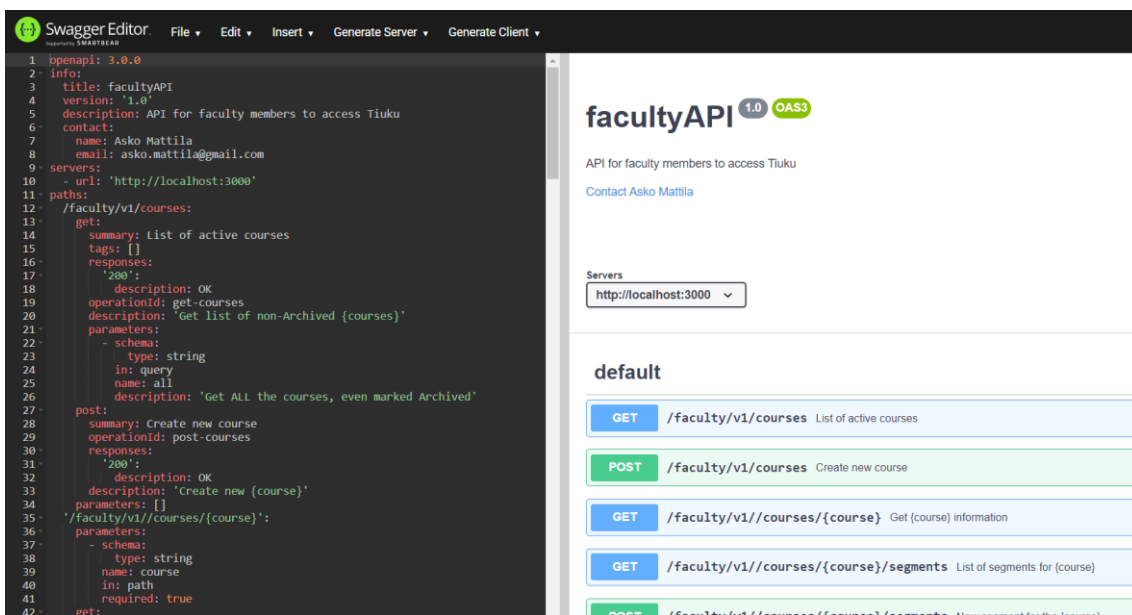 Swagger Editor. File Edit Insert Generate Server Generate Client
Supported by SMARTBEAR
1 openapi: 3.0.0
2 info:
3 title: facultyAPI
4 version: '1.0'
5 description: API for faculty members to access Tiuku
6 contact:
7 name: Asko Mattila
8 email: asko.mattila@gmail.com
9 servers:
10 - url: 'http://localhost:3000'
11 paths:
12 /faculty/v1/courses:
13 get:
14 summary: List of active courses
15 tags: []
16 responses:
17 '200':
18 description: OK
19 operationId: get-courses
20 description: 'Get list of non-Archived {courses}'
21 parameters:
22 - schema:
23 type: string
24 in: query
25 name: all
26 description: 'Get ALL the courses, even marked Archived'
27 post:
28 summary: Create new course
29 operationId: post-courses
30 responses:
31 '200':
32 description: OK
33 description: 'Create new {course}'
34 parameters: []
35 '/faculty/v1//courses/{course}':
36 parameters:
37 - schema:
38 type: string
39 name: course
40 in: path
41 required: true
42 get:
facultyAPI 1.0 OAS3
API for faculty members to access Tiuku
Contact Asko Mattila
Servers
http://localhost:3000
default
GET /faculty/v1/courses List of active courses
POST /faculty/v1/courses Create new course
GET /faculty/v1//courses/{course} Get {course} information
GET /faculty/v1//courses/{course}/segments List of segments for {course}
POST /faculty/v1//courses/{course}/segments New segment for the {course}